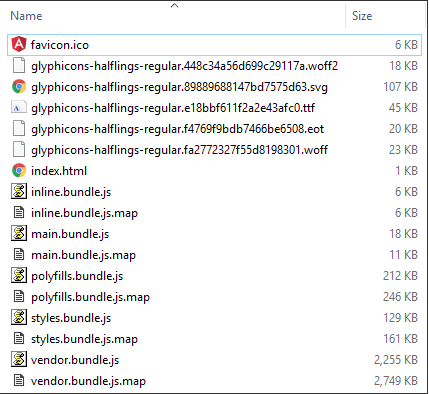 Name Size
favicon.ico 6 KB
glyphicons-halflings-regular.448c34a56d699c29117a.woff2 18 KB
glyphicons-halflings-regular.89889688147bd7575d63.svg 107 KB
glyphicons-halflings-regular.e18bbf611f2a2e43afc0.ttf 45 KB
glyphicons-halflings-regular.f4769f9bdb7466be6508.eot 20 KB
glyphicons-halflings-regular.fa2772327f55d8198301.woff 23 KB
index.html 1 KB
inline.bundle.js 6 KB
inline.bundle.js.map 6 KB
main.bundle.js 18 KB
main.bundle.js.map 11 KB
polyfills.bundle.js 212 KB
polyfills.bundle.js.map 246 KB
styles.bundle.js 129 KB
styles.bundle.js.map 161 KB
vendor.bundle.js 2,255 KB
vendor.bundle.js.map 2,749 KB